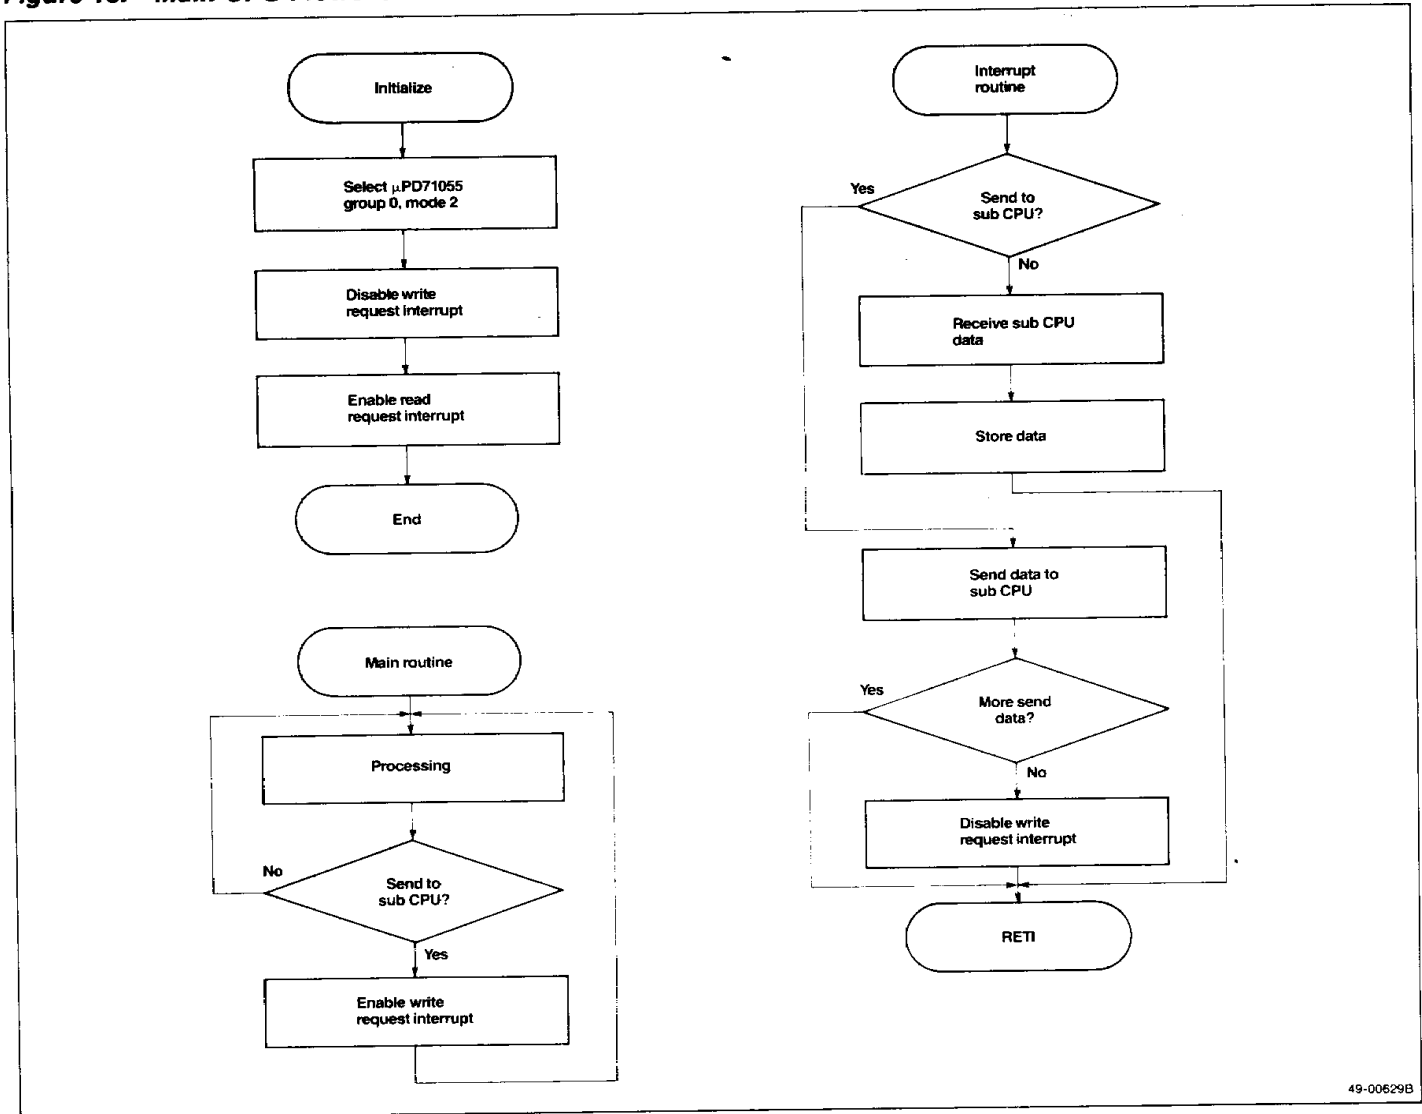 Initialize
Select μPD71055
group 0, mode 2
Disable write
request interrupt
Enable read
request interrupt
End
Main routine
Processing
No
Send to
sub CPU?
Yes
Enable write
request interrupt
Interrupt
routine
Yes
Send to
sub CPU?
No
Receive sub CPU
data
Store data
Send data to
sub CPU
Yes
More send
data?
No
Disable write
request interrupt
RETI
49-00629B